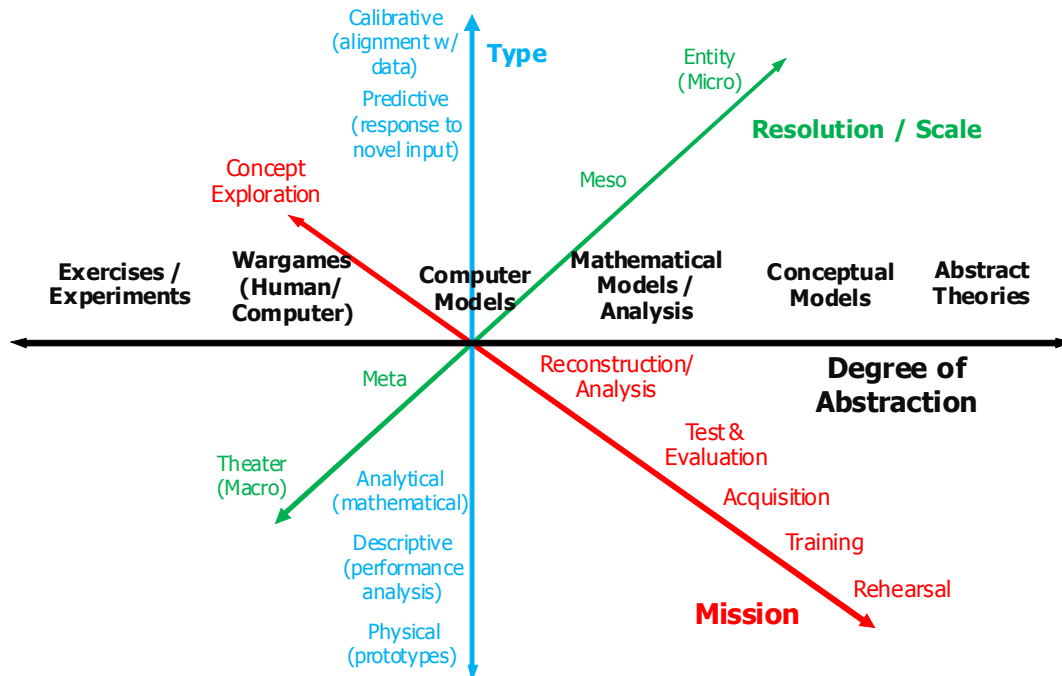 Calibrative
(alignment w/
data)
Type
Predictive
(response to
novel input)
Entity
(Micro)
Resolution / Scale
Meso
Concept
Exploration
Exercises /
Experiments
Wargames
(Human/
Computer)
Computer
Models
Mathematical
Models /
Analysis
Conceptual
Models
Abstract
Theories
Degree of
Abstraction
Meta
Theater
(Macro)
Analytical
(mathematical)
Descriptive
(performance
analysis)
Physical
(prototypes)
Reconstruction/
Analysis
Test &
Evaluation
Acquisition
Training
Rehearsal
Mission